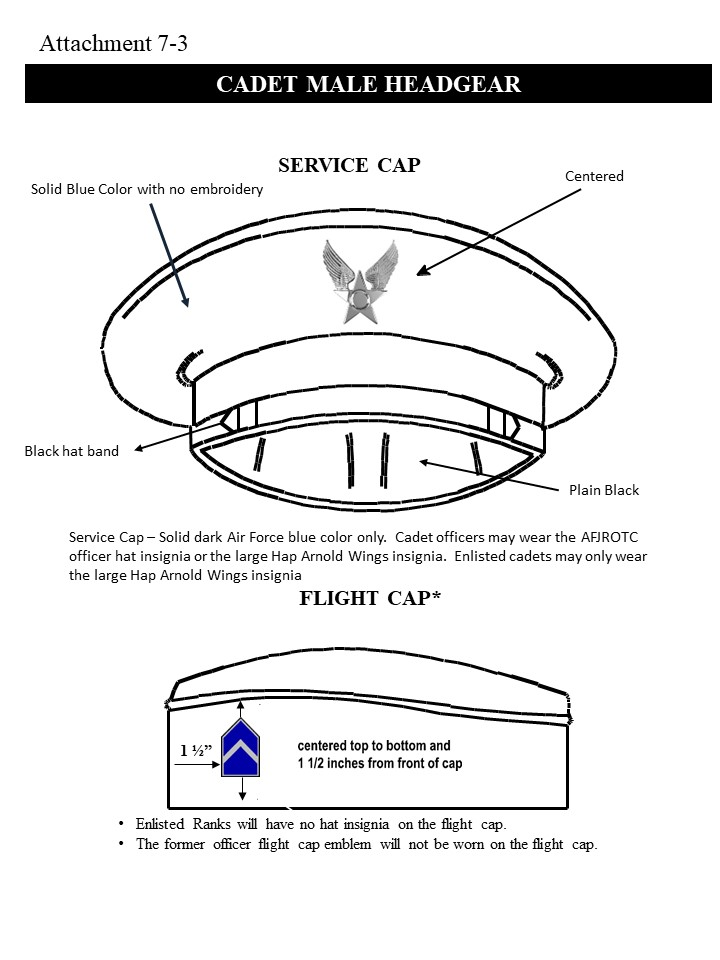 Attachment 7-3
CADET MALE HEADGEAR
SERVICE CAP
Centered
Solid Blue Color with no embroidery
Black hat band
Plain Black
Service Cap – Solid dark Air Force blue color only. Cadet officers may wear the AFJROTC
officer hat insignia or the large Hap Arnold Wings insignia. Enlisted cadets may only wear
the large Hap Arnold Wings insignia
FLIGHT CAP*
1 ½”
centered top to bottom and
1 1/2 inches from front of cap
• Enlisted Ranks will have no hat insignia on the flight cap.
• The former officer flight cap emblem will not be worn on the flight cap.